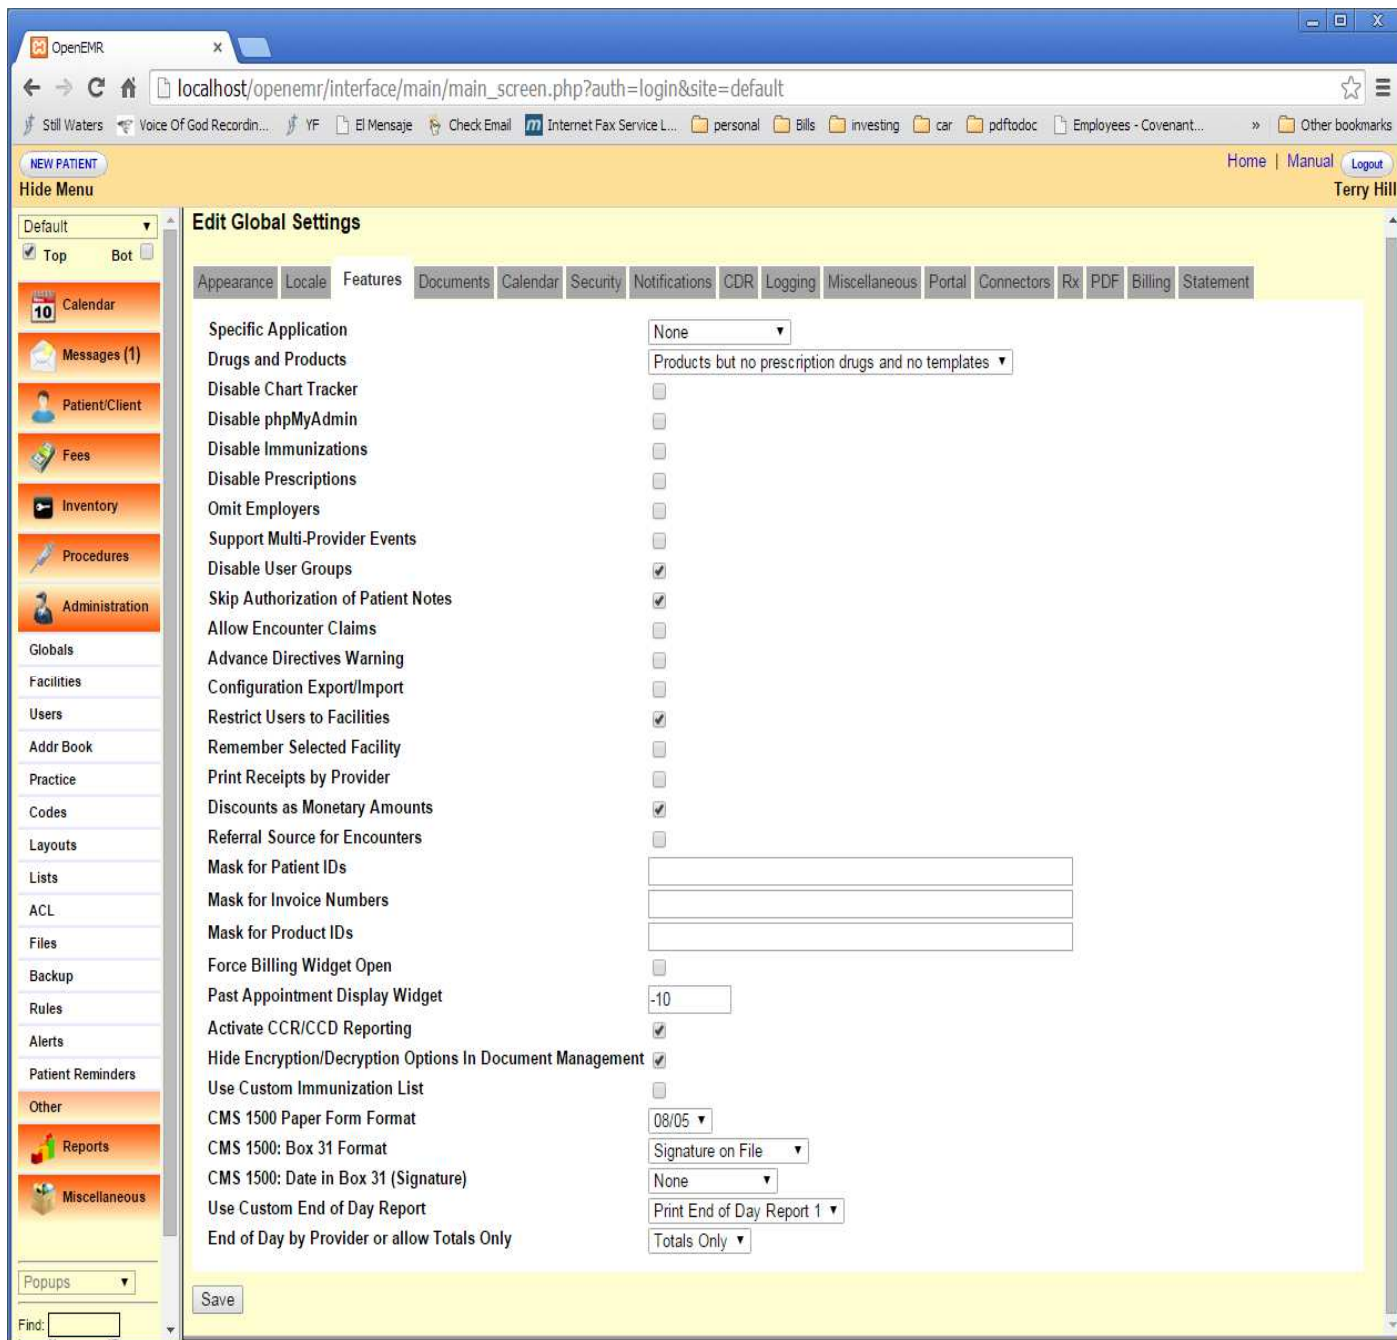 OpenEMR
localhost/openemr/interface/main/main_screen.php?auth=login&site=default
Still Waters Voice Of God Recordin... YF El Mensaje Check Email Internet Fax Service L... personal Bills investing car pdftodoc Employees - Covenant... » Other bookmarks
NEW PATIENT Home | Manual Logout
Hide Menu Terry Hill
Default
Top Bot
Calendar
Messages (1)
Patient/Client
Fees
Inventory
Procedures
Administration
Globals
Facilities
Users
Addr Book
Practice
Codes
Layouts
Lists
ACL
Files
Backup
Rules
Alerts
Patient Reminders
Other
Reports
Miscellaneous
Popups
Find:
Edit Global Settings
Appearance Locale Features Documents Calendar Security Notifications CDR Logging Miscellaneous Portal Connectors Rx PDF Billing Statement
Specific Application None
Drugs and Products Products but no prescription drugs and no templates
Disable Chart Tracker
Disable phpMyAdmin
Disable Immunizations
Disable Prescriptions
Omit Employers
Support Multi-Provider Events
Disable User Groups
Skip Authorization of Patient Notes
Allow Encounter Claims
Advance Directives Warning
Configuration Export/Import
Restrict Users to Facilities
Remember Selected Facility
Print Receipts by Provider
Discounts as Monetary Amounts
Referral Source for Encounters
Mask for Patient IDs
Mask for Invoice Numbers
Mask for Product IDs
Force Billing Widget Open
Past Appointment Display Widget -10
Activate CCR/CCD Reporting
Hide Encryption/Decryption Options In Document Management
Use Custom Immunization List
CMS 1500 Paper Form Format 08/05
CMS 1500: Box 31 Format Signature on File
CMS 1500: Date in Box 31 (Signature) None
Use Custom End of Day Report Print End of Day Report 1
End of Day by Provider or allow Totals Only Totals Only
Save